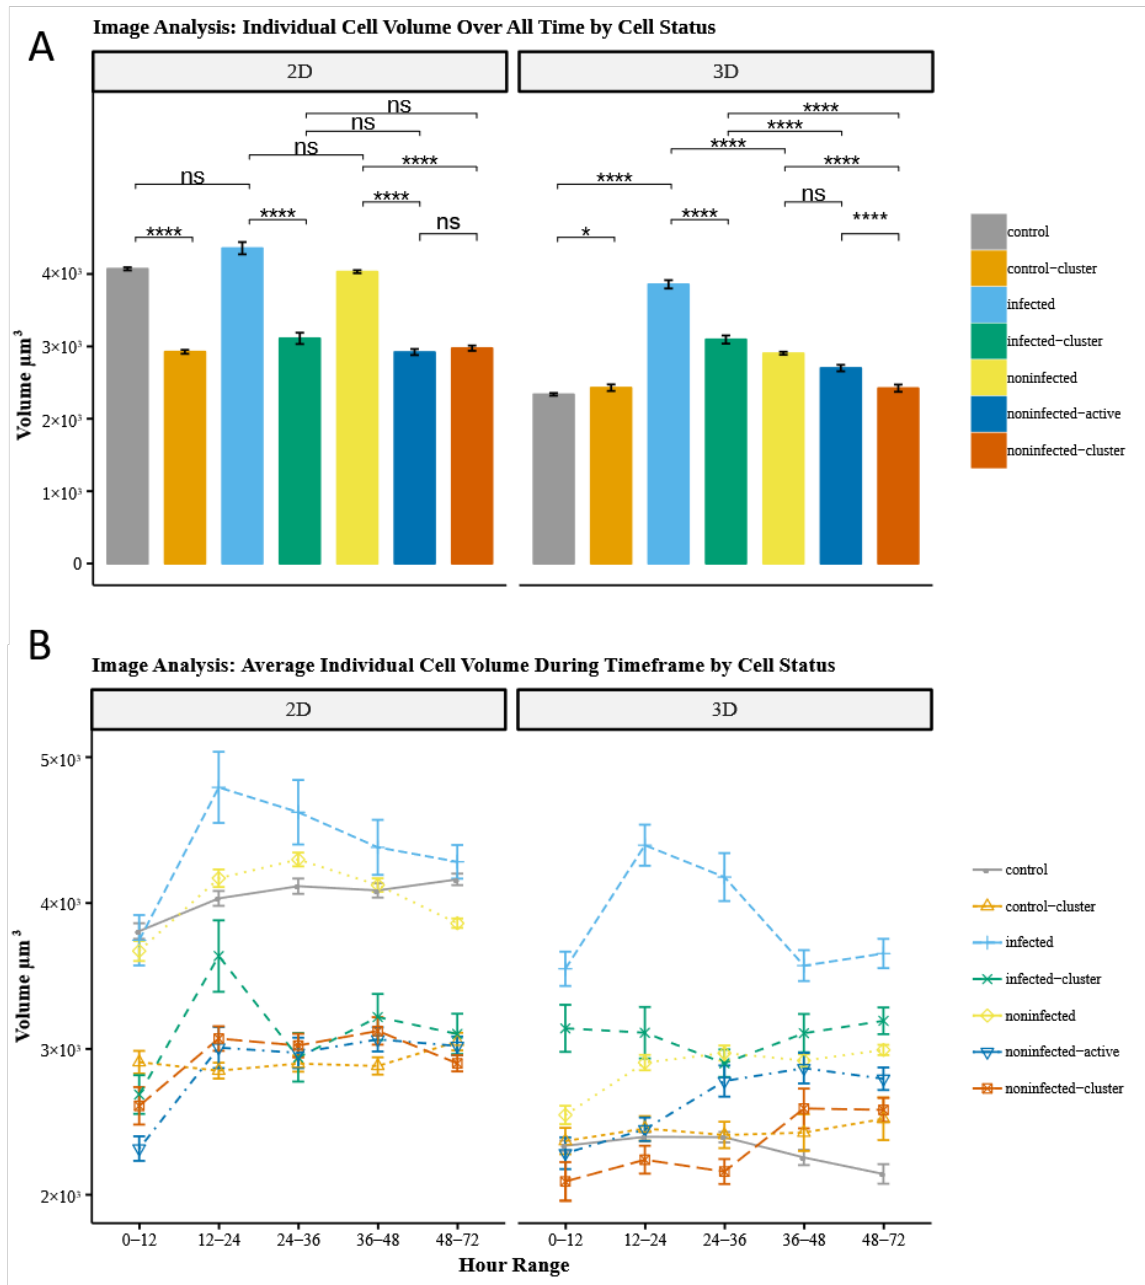 A
Image Analysis: Individual Cell Volume Over All Time by Cell Status
2D
3D
ns
ns
ns
****
ns
****
****
ns
****
****
****
****
****
****
ns
****
*
****
Volume µm³
4×10³
3×10³
2×10³
1×10³
0
control
control−cluster
infected
infected−cluster
noninfected
noninfected−active
noninfected−cluster
B
Image Analysis: Average Individual Cell Volume During Timeframe by Cell Status
2D
3D
Volume µm³
5×10³
4×10³
3×10³
2×10³
0−12
12−24
24−36
36−48
48−72
0−12
12−24
24−36
36−48
48−72
Hour Range
control
control−cluster
infected
infected−cluster
noninfected
noninfected−active
noninfected−cluster